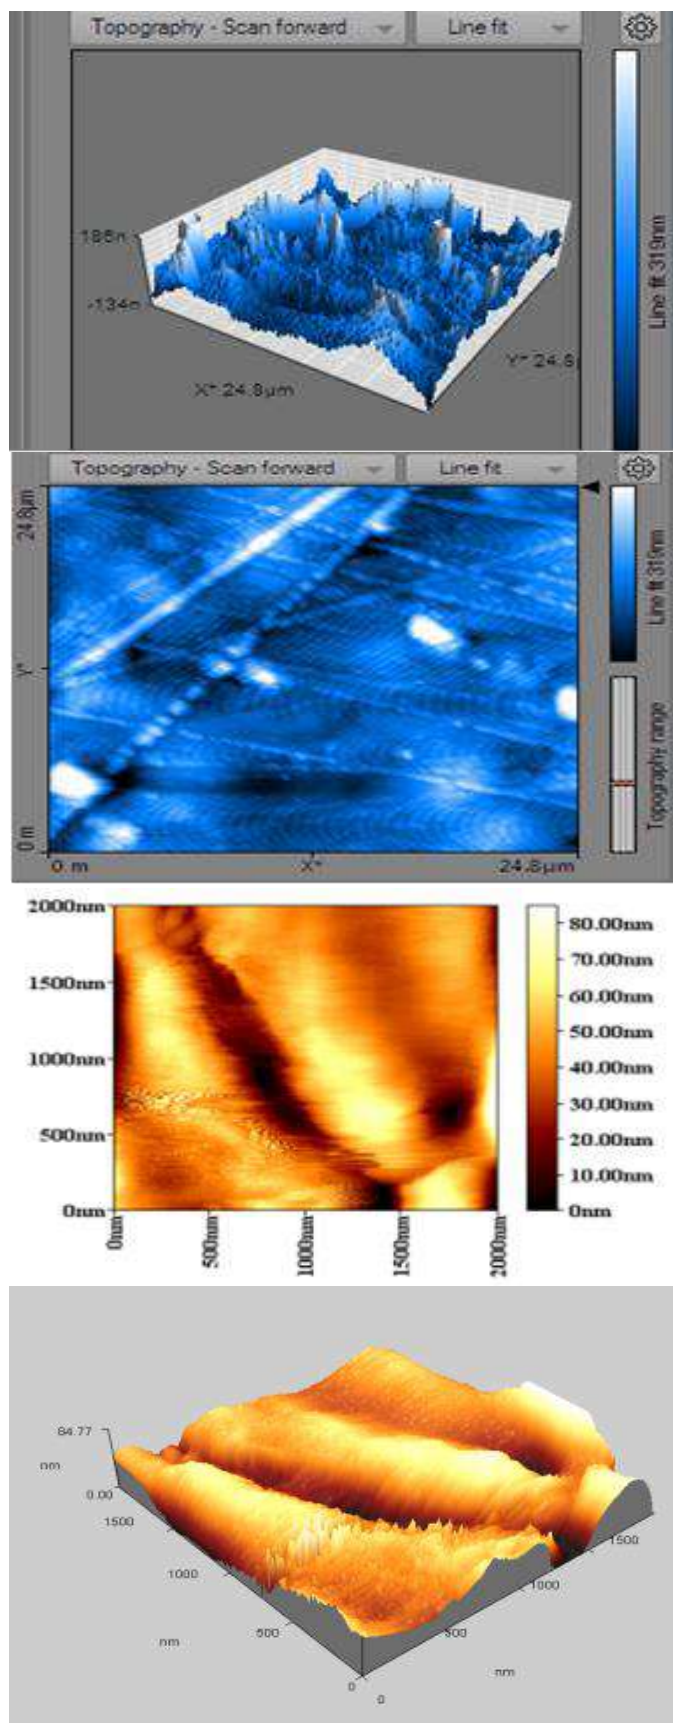 Topography - Scan forward Line fit
186n
-134n
X* 24.8µm
Y* 24.8
Line fit 319nm
Topography - Scan forward Line fit
24.8µm
Y*
0 m
0 m X* 24.8µm
Line fit 319nm
Topography range
2000nm
1500nm
1000nm
500nm
0nm
0nm 500nm 1000nm 1500nm 2000nm
80.00nm
70.00nm
60.00nm
50.00nm
40.00nm
30.00nm
20.00nm
10.00nm
0nm
84.77
nm
0.00
1500
1000
nm
500
0
0
500
1000
1500
nm